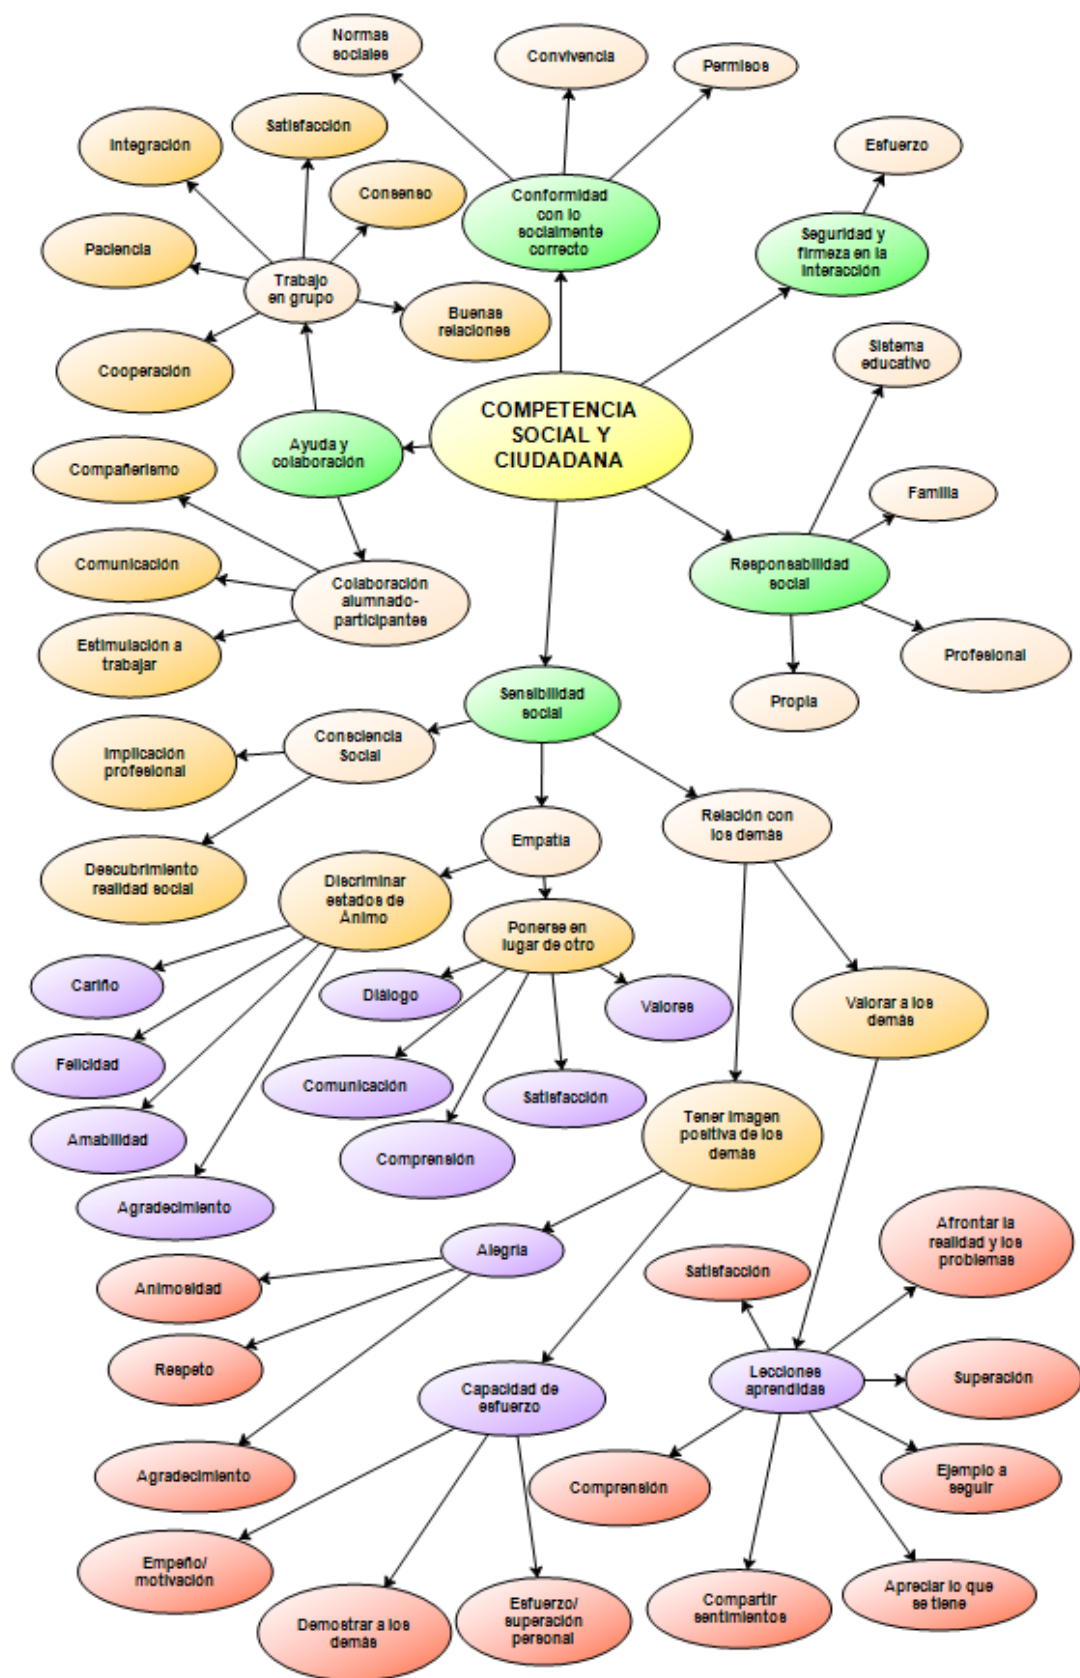 Normas
sociales
Convivencia
Permisos
Integración
Satisfacción
Consenso
Esfuerzo
Conformidad
con lo
socialmente
correcto
Seguridad y
firmeza en la
interacción
Paciencia
Trabajo
en grupo
Buenas
relaciones
Cooperación
Sistema
educativo
COMPETENCIA
SOCIAL Y
CIUDADANA
Ayuda y
colaboración
Compañerismo
Familia
Comunicación
Colaboración
alumnado-
participantes
Responsabilidad
social
Estimulación a
trabajar
Profesional
Propia
Sensibilidad
social
Consciencia
Social
Implicación
profesional
Empatía
Relación con
los demás
Descubrimiento
realidad social
Discriminar
estados de
Ánimo
Ponerse en
lugar de otro
Cariño
Diálogo
Valores
Valorar a los
demás
Felicidad
Comunicación
Satisfacción
Amabilidad
Comprensión
Tener imagen
positiva de los
demás
Agradecimiento
Alegría
Afrontar la
realidad y los
problemas
Animosidad
Satisfacción
Respeto
Capacidad de
esfuerzo
Lecciones
aprendidas
Superación
Agradecimiento
Comprensión
Ejemplo a
seguir
Empeño/
motivación
Demostrar a los
demás
Esfuerzo/
superación
personal
Compartir
sentimientos
Apreciar lo que
se tiene